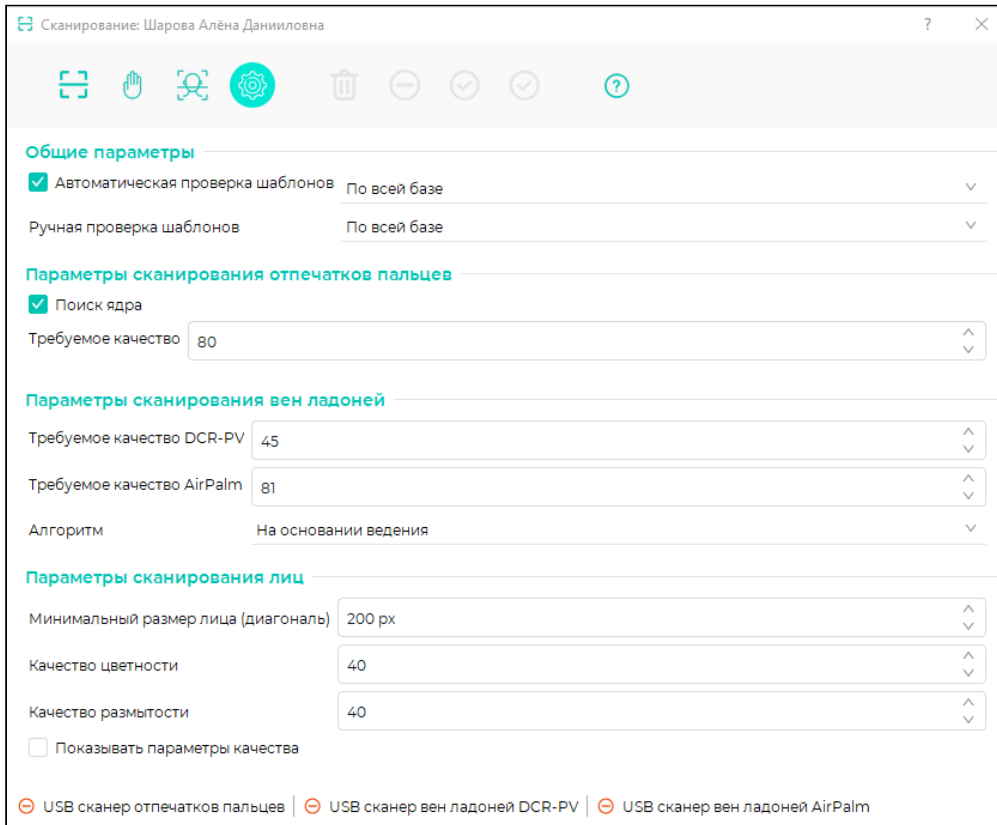 Сканирование: Шарова Алёна Данииловна ?
?
Общие параметры
Автоматическая проверка шаблонов По всей базе
Ручная проверка шаблонов По всей базе
Параметры сканирования отпечатков пальцев
Поиск ядра
Требуемое качество 80
Параметры сканирования вен ладоней
Требуемое качество DCR-PV 45
Требуемое качество AirPalm 81
Алгоритм На основании ведения
Параметры сканирования лиц
Минимальный размер лица (диагональ) 200 px
Качество цветности 40
Качество размытости 40
Показывать параметры качества
USB сканер отпечатков пальцев USB сканер вен ладоней DCR-PV USB сканер вен ладоней AirPalm